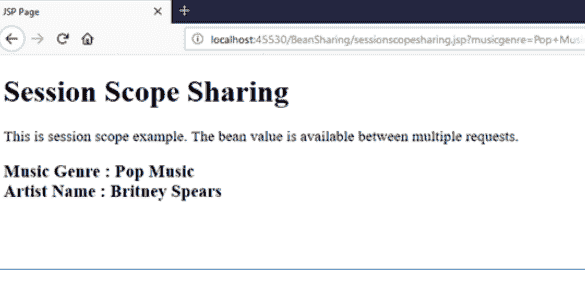 JSP Page
localhost:45530/BeanSharing/sessionscopesharing.jsp?musicgenre=Pop+Mus
Session Scope Sharing
This is session scope example. The bean value is available between multiple requests.
Music Genre : Pop Music
Artist Name : Britney Spears